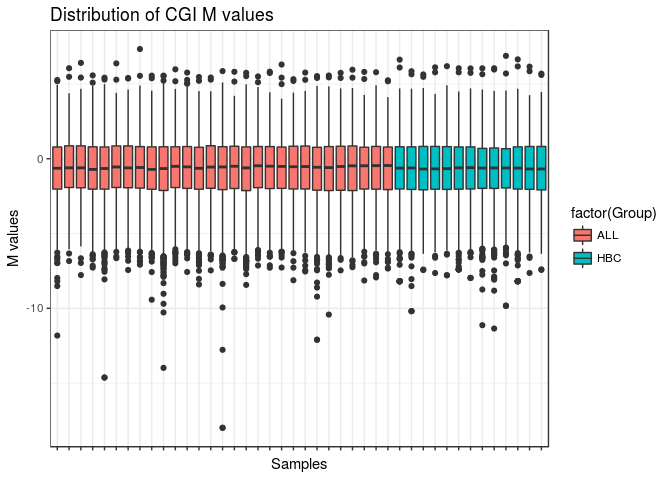 Distribution of CGI M values
0
-10
M values
Samples
factor(Group)
ALL
HBC